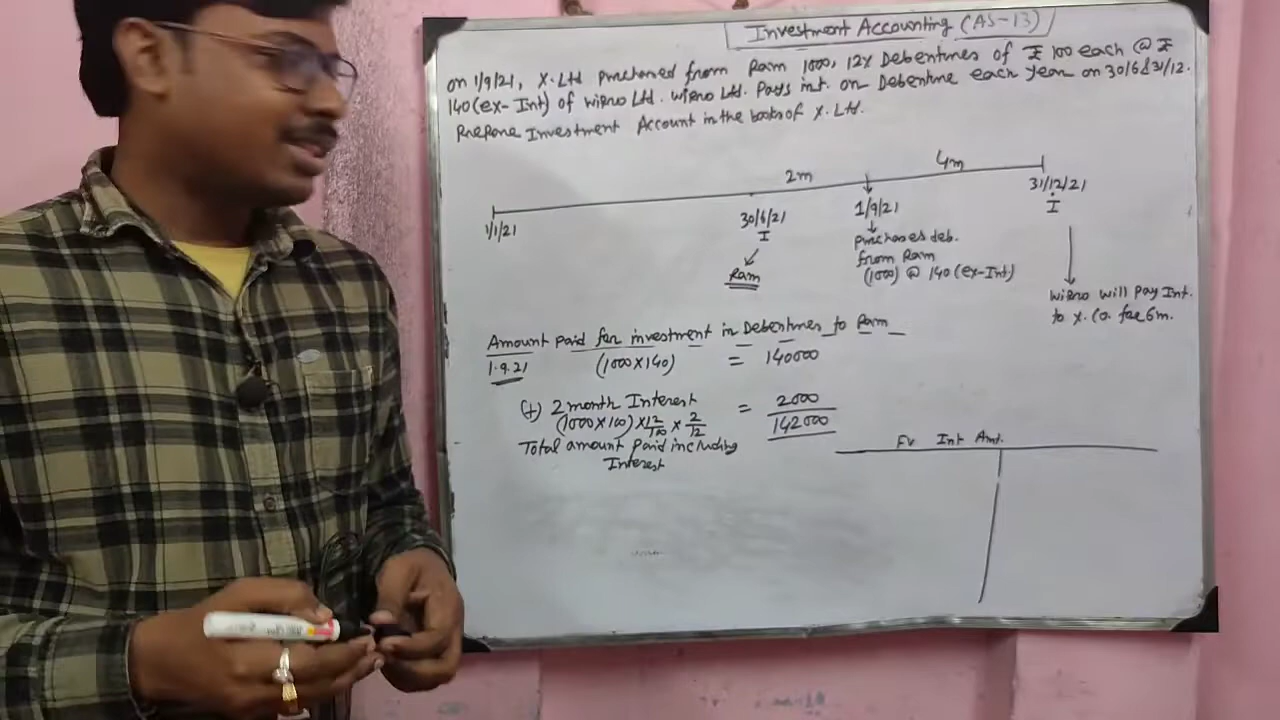 Investment Accounting (AS-13)
on 1/9/21, X. Ltd Purchased from Ram 1000, 12% Debentures of ₹ 100 each @ ₹
140 (ex-Int) of Wipro Ltd. Wipro Ltd. Pays int. on Debenture each year on 30/6 & 31/12.
Prepare Investment Account in the books of X. Ltd.
2m 4m
1/1/21 30/6/21 1/9/21 31/12/21
I I
Ram
Purchases deb.
from Ram
(1000) @ 140 (ex-Int)
Wipro will Pay Int.
to X. Co. for 6m.
Amount paid for investment in Debentures to Ram
1.9.21 (1000 x 140) = 140000
(+) 2 month Interest = 2000
(1000 x 100) x 12/100 x 2/12 142000
Total amount paid including
Interest
FV Int Amt.